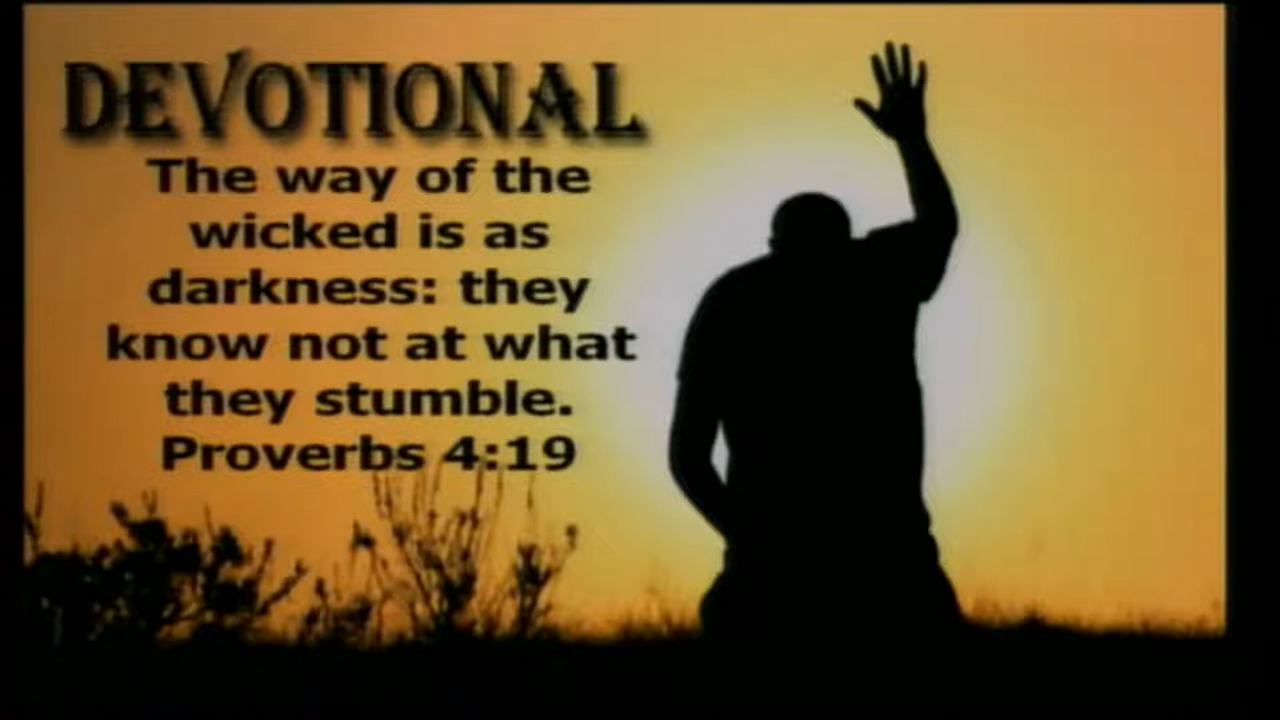 DEVOTIONAL
The way of the
wicked is as
darkness: they
know not at what
they stumble.
Proverbs 4:19